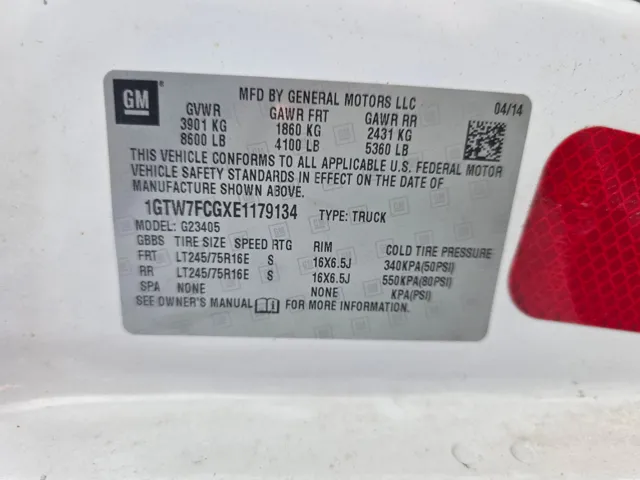 GM
MFD BY GENERAL MOTORS LLC 04/14
GVWR GAWR FRT GAWR RR
3901 KG 1860 KG 2431 KG
8600 LB 4100 LB 5360 LB
THIS VEHICLE CONFORMS TO ALL APPLICABLE U.S. FEDERAL MOTOR
VEHICLE SAFETY STANDARDS IN EFFECT ON THE DATE OF
MANUFACTURE SHOWN ABOVE.
1GTW7FCGXE1179134 TYPE: TRUCK
MODEL: G23405
GBBS TIRE SIZE SPEED RTG RIM COLD TIRE PRESSURE
FRT LT245/75R16E S 16X6.5J 340KPA(50PSI)
RR LT245/75R16E S 16X6.5J 550KPA(80PSI)
SPA NONE NONE KPA(PSI)
SEE OWNER'S MANUAL FOR MORE INFORMATION.